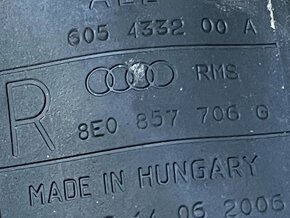 605 4332 00 A
RMS
R 8E0 857 706 G
MADE IN HUNGARY
06 2006